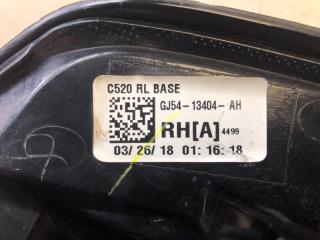 C520 RL BASE
GJ54-13404-AH
RH[A] 4499
03/26/18 01:16:18